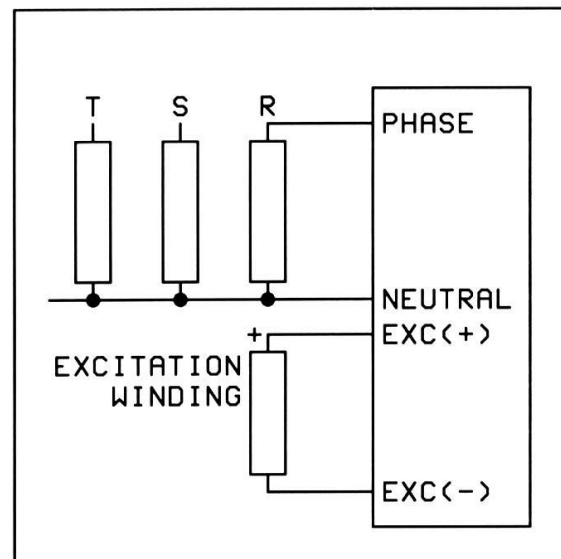 T S R
PHASE
NEUTRAL
+ EXC(+)
EXCITATION
WINDING
EXC(-)